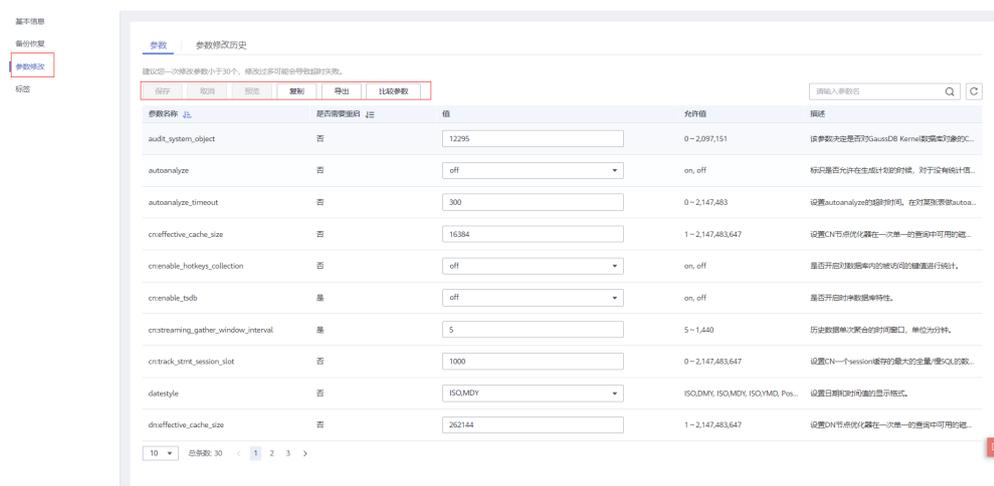 基本信息
备份恢复
参数修改
标签
参数 参数修改历史
建议您一次修改参数小于30个，修改过多可能会导致超时失败。
保存 取消 预览 复制 导出 比较参数 请输入参数名
参数名称 是否需要重启 值 允许值 描述
audit_system_object 否 12295 0~2,097,151 该参数决定是否对GaussDB Kernel数据库对象的C...
autoanalyze 否 off on, off 标识是否允许在生成计划的时候，对于没有统计信...
autoanalyze_timeout 否 300 0~2,147,483 设置autoanalyze的超时时间。在对某张表做autoa...
cn:effective_cache_size 否 16384 1~2,147,483,647 设置CN节点优化器在一次单一的查询中可用的磁...
cn:enable_hotkeys_collection 否 off on, off 是否开启对数据库内的被访问的键值进行统计。
cn:enable_tsdb 是 off on, off 是否开启时序数据库特性。
cn:streaming_gather_window_interval 是 5 5~1,440 历史数据单次聚合的时间窗口，单位为分钟。
cn:track_stmt_session_slot 否 1000 0~2,147,483,647 设置CN一个session缓存的最大的全量/慢SQL的数...
datestyle 否 ISO,MDY ISO,DMY, ISO,MDY, ISO,YMD, Pos... 设置日期和时间值的显示格式。
dn:effective_cache_size 否 262144 1~2,147,483,647 设置DN节点优化器在一次单一的查询中可用的磁...
10 总条数: 30 1 2 3